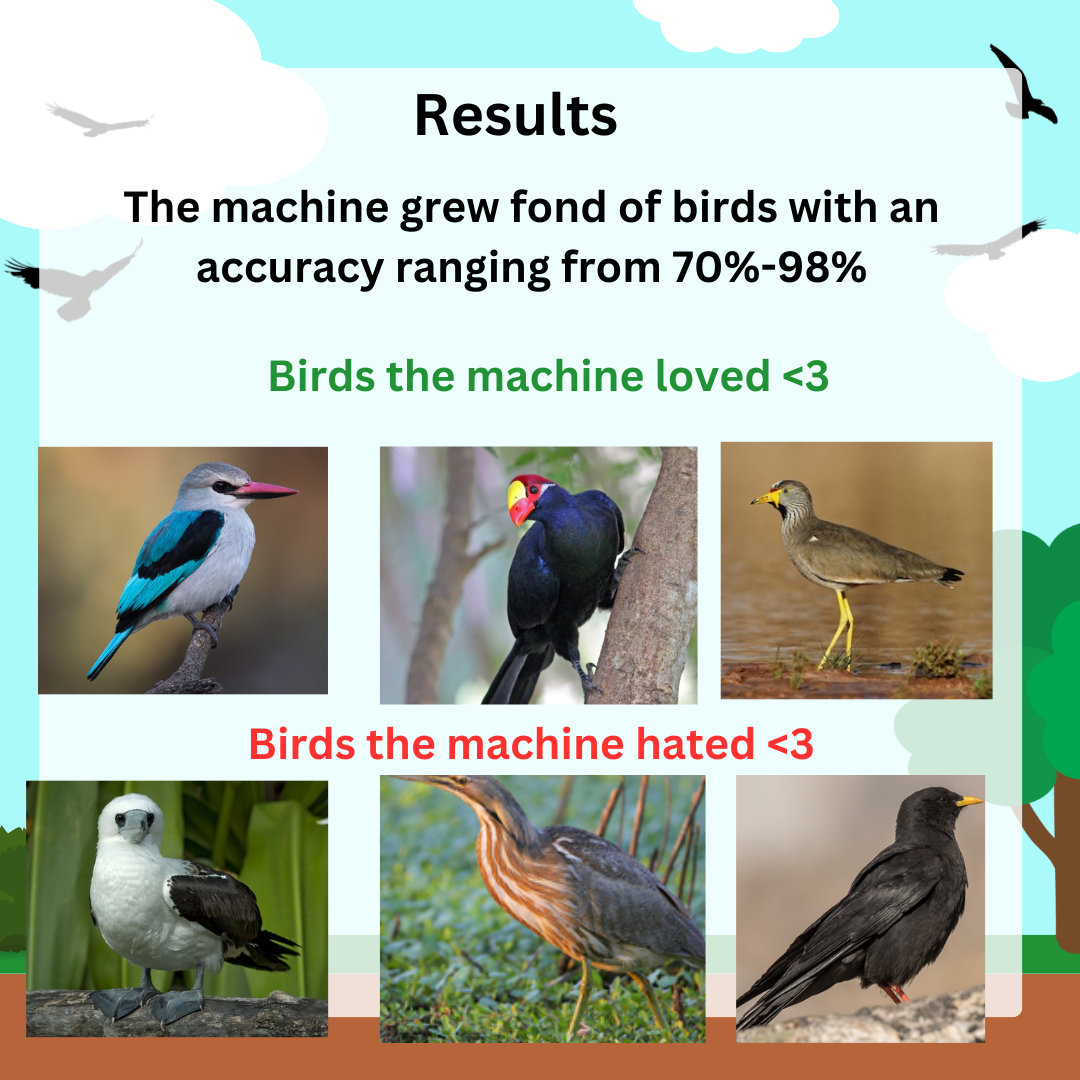 Results
The machine grew fond of birds with an
accuracy ranging from 70%-98%
Birds the machine loved <3
Birds the machine hated <3